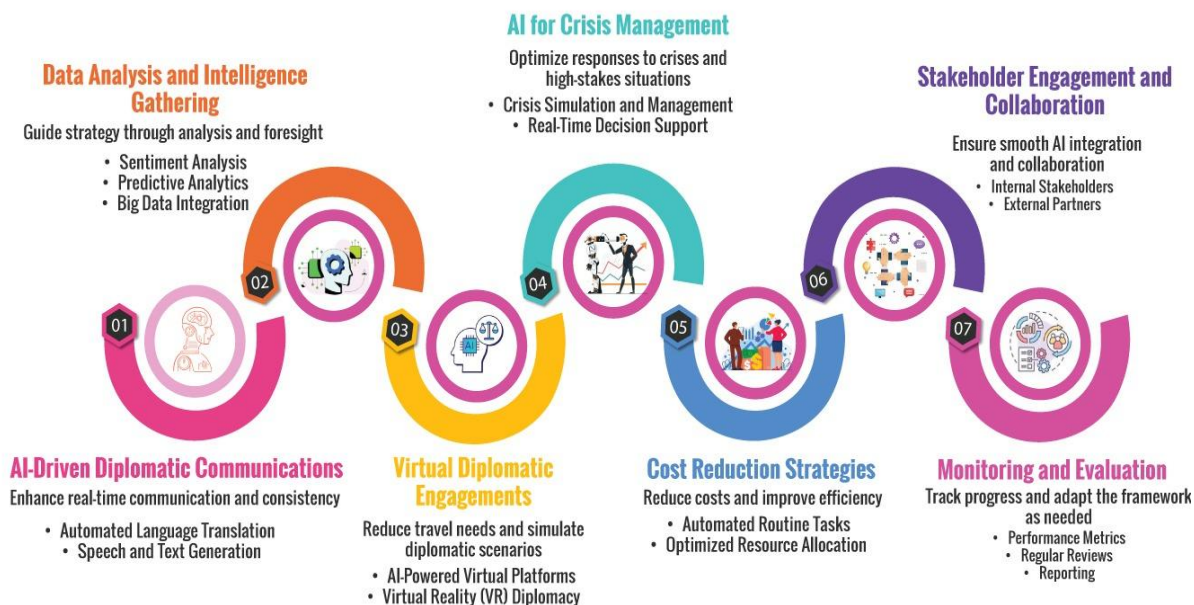 01
AI-Driven Diplomatic Communications
Enhance real-time communication and consistency
• Automated Language Translation
• Speech and Text Generation
02
Data Analysis and Intelligence
Gathering
Guide strategy through analysis and foresight
• Sentiment Analysis
• Predictive Analytics
• Big Data Integration
03
AI
Virtual Diplomatic
Engagements
Reduce travel needs and simulate
diplomatic scenarios
• AI-Powered Virtual Platforms
• Virtual Reality (VR) Diplomacy
04
AI for Crisis Management
Optimize responses to crises and
high-stakes situations
• Crisis Simulation and Management
• Real-Time Decision Support
05
Cost Reduction Strategies
Reduce costs and improve efficiency
• Automated Routine Tasks
• Optimized Resource Allocation
06
Stakeholder Engagement and
Collaboration
Ensure smooth AI integration
and collaboration
• Internal Stakeholders
• External Partners
07
Monitoring and Evaluation
Track progress and adapt the framework
as needed
• Performance Metrics
• Regular Reviews
• Reporting